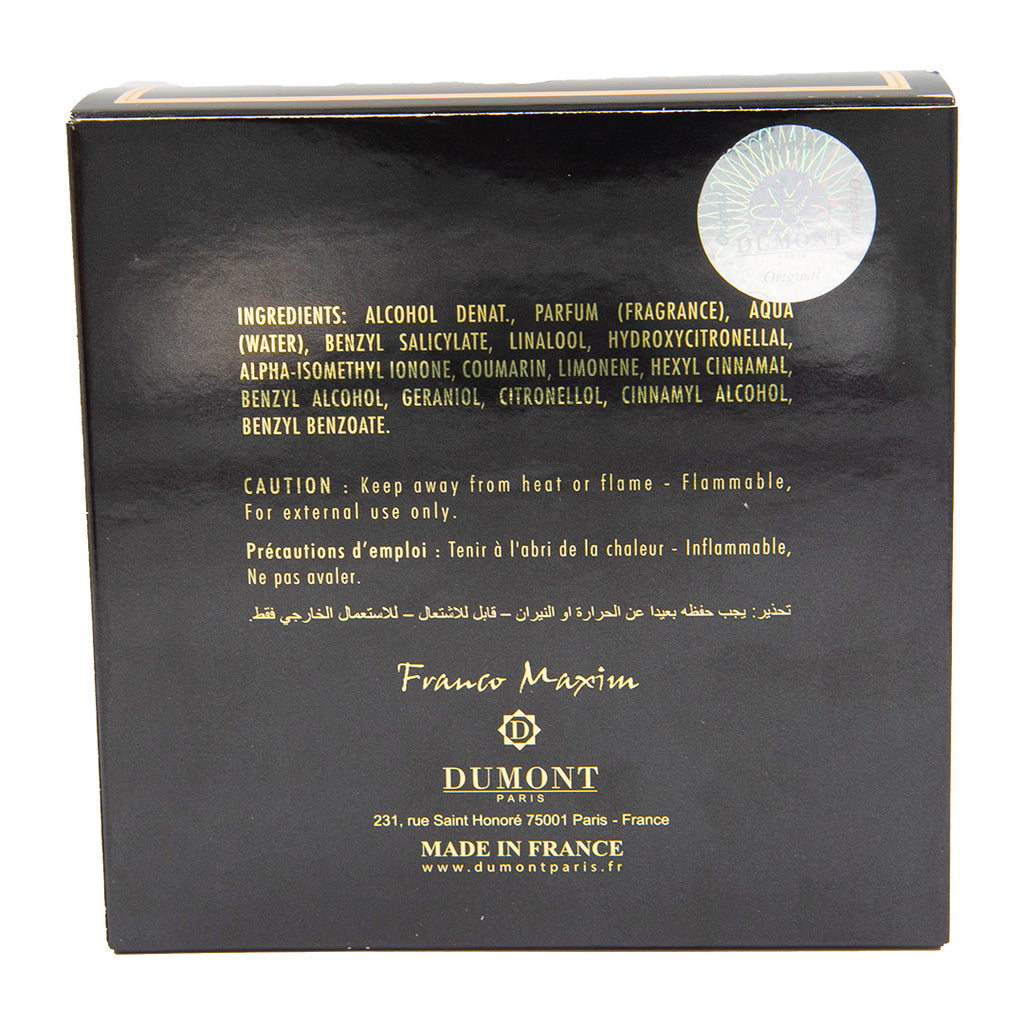 DUMONT
PARIS
Original
INGREDIENTS: ALCOHOL DENAT., PARFUM (FRAGRANCE), AQUA
(WATER), BENZYL SALICYLATE, LINALOOL, HYDROXYCITRONELLAL,
ALPHA-ISOMETHYL IONONE, COUMARIN, LIMONENE, HEXYL CINNAMAL,
BENZYL ALCOHOL, GERANIOL, CITRONELLOL, CINNAMYL ALCOHOL,
BENZYL BENZOATE.
CAUTION : Keep away from heat or flame - Flammable,
For external use only.
Précautions d'emploi : Tenir à l'abri de la chaleur - Inflammable,
Ne pas avaler.
تحذير: يجب حفظه بعيدا عن الحرارة او النيران – قابل للاشتعال – للاستعمال الخارجي فقط.
Franco Maxim
D
DUMONT
PARIS
231, rue Saint Honoré 75001 Paris - France
MADE IN FRANCE
www.dumontparis.fr